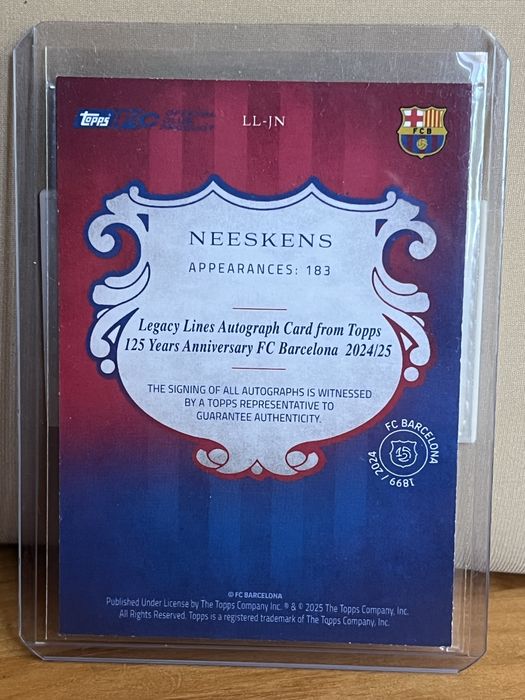 topps
LL-JN
FCB
NEESKENS
APPEARANCES: 183
Legacy Lines Autograph Card from Topps
125 Years Anniversary FC Barcelona 2024/25
THE SIGNING OF ALL AUTOGRAPHS IS WITNESSED
BY A TOPPS REPRESENTATIVE TO
GUARANTEE AUTHENTICITY.
FC BARCELONA
125
1899 / 2024
© FC BARCELONA
Published Under License by The Topps Company Inc. ® & © 2025 The Topps Company, Inc.
All Rights Reserved. Topps is a registered trademark of The Topps Company, Inc.